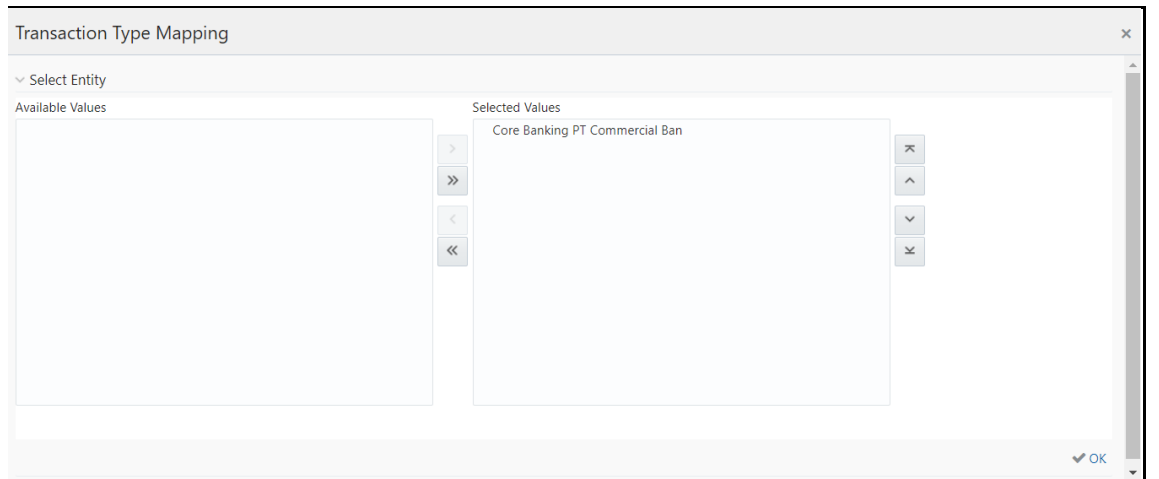 Transaction Type Mapping
Select Entity
Available Values
Selected Values
Core Banking PT Commercial Ban
OK